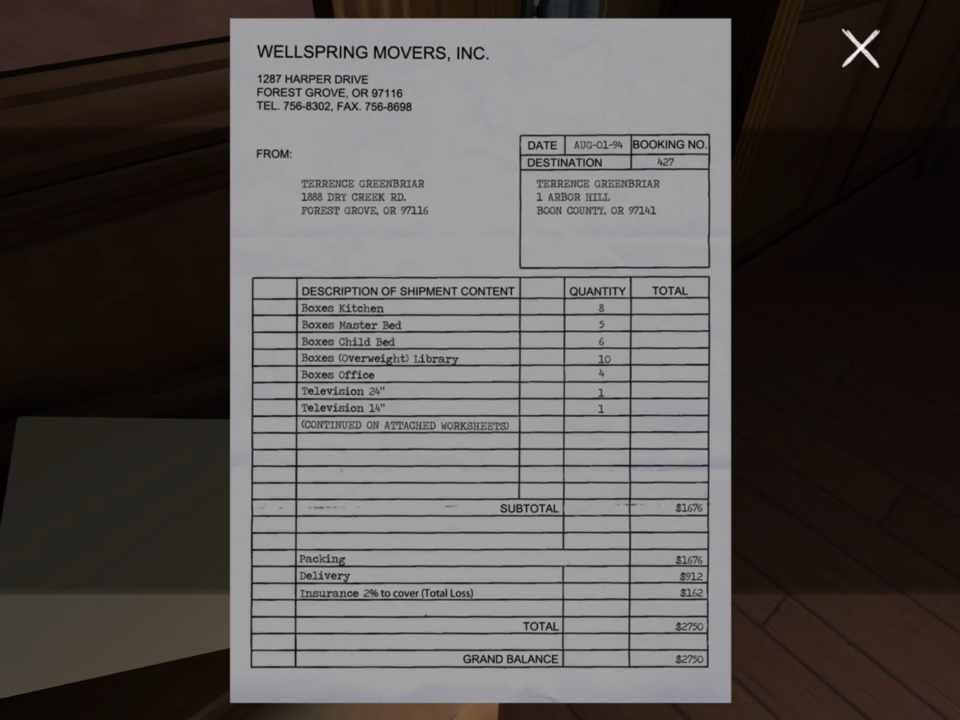 WELLSPRING MOVERS, INC.
1287 HARPER DRIVE
FOREST GROVE, OR 97116
TEL. 756-8302, FAX. 756-8698
DATE AUG-01-94 BOOKING NO.
FROM:
DESTINATION 427
TERRENCE GREENBRIAR
1888 DRY CREEK RD.
FOREST GROVE, OR 97116
TERRENCE GREENBRIAR
1 ARBOR HILL
BOON COUNTY, OR 97141
DESCRIPTION OF SHIPMENT CONTENT QUANTITY TOTAL
Boxes Kitchen 8
Boxes Master Bed 5
Boxes Child Bed 6
Boxes (Overweight) Library 10
Boxes Office 4
Television 24" 1
Television 14" 1
(CONTINUED ON ATTACHED WORKSHEETS)
SUBTOTAL $1676
Packing $1676
Delivery $912
Insurance 2% to cover (Total Loss) $162
TOTAL $2750
GRAND BALANCE $2750